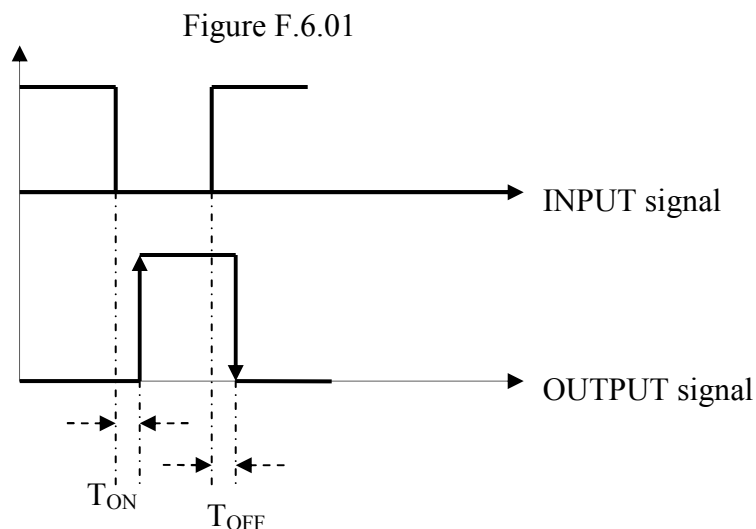 Figure F.6.01
INPUT signal
OUTPUT signal
TON
TOFF